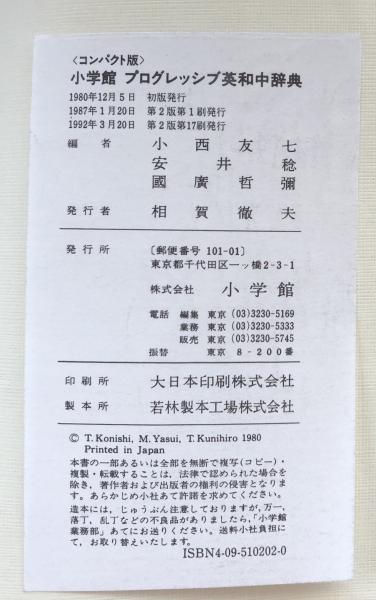 〈コンパクト版〉
小学館 プログレッシブ英和中辞典
1980年12月5日 初版発行
1987年1月20日 第2版第1刷発行
1992年3月20日 第2版第17刷発行
編者 小西友七
安井稔
國廣哲彌
発行者 相賀徹夫
発行所 〔郵便番号 101-01〕
東京都千代田区一ッ橋2-3-1
株式会社 小学館
電話 編集 東京 (03)3230-5169
業務 東京 (03)3230-5333
販売 東京 (03)3230-5745
振替 東京 8-200番
印刷所 大日本印刷株式会社
製本所 若林製本工場株式会社
© T. Konishi, M. Yasui, T. Kunihiro 1980
Printed in Japan
本書の一部あるいは全部を無断で複写(コピー)・
複製・転載することは、法律で認められた場合を
除き、著作者および出版者の権利の侵害となりま
す。あらかじめ小社あて許諾を求めてください。
造本には、じゅうぶん注意しておりますが、万一、
落丁、乱丁などの不良品がありましたら、「小学館
業務部」あてにお送りください。送料小社負担に
て、お取り替えいたします。
ISBN4-09-510202-0